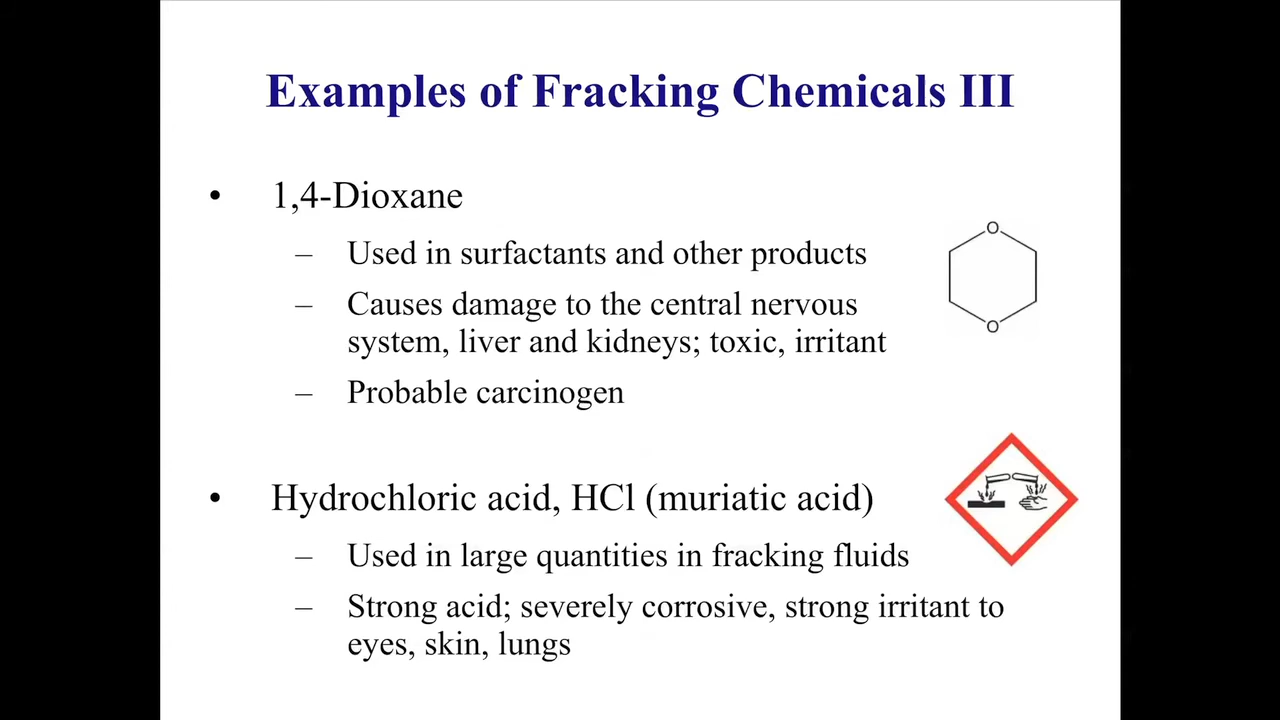 Examples of Fracking Chemicals III
• 1,4-Dioxane
– Used in surfactants and other products
– Causes damage to the central nervous
system, liver and kidneys; toxic, irritant
– Probable carcinogen
O
O
• Hydrochloric acid, HCl (muriatic acid)
– Used in large quantities in fracking fluids
– Strong acid; severely corrosive, strong irritant to
eyes, skin, lungs